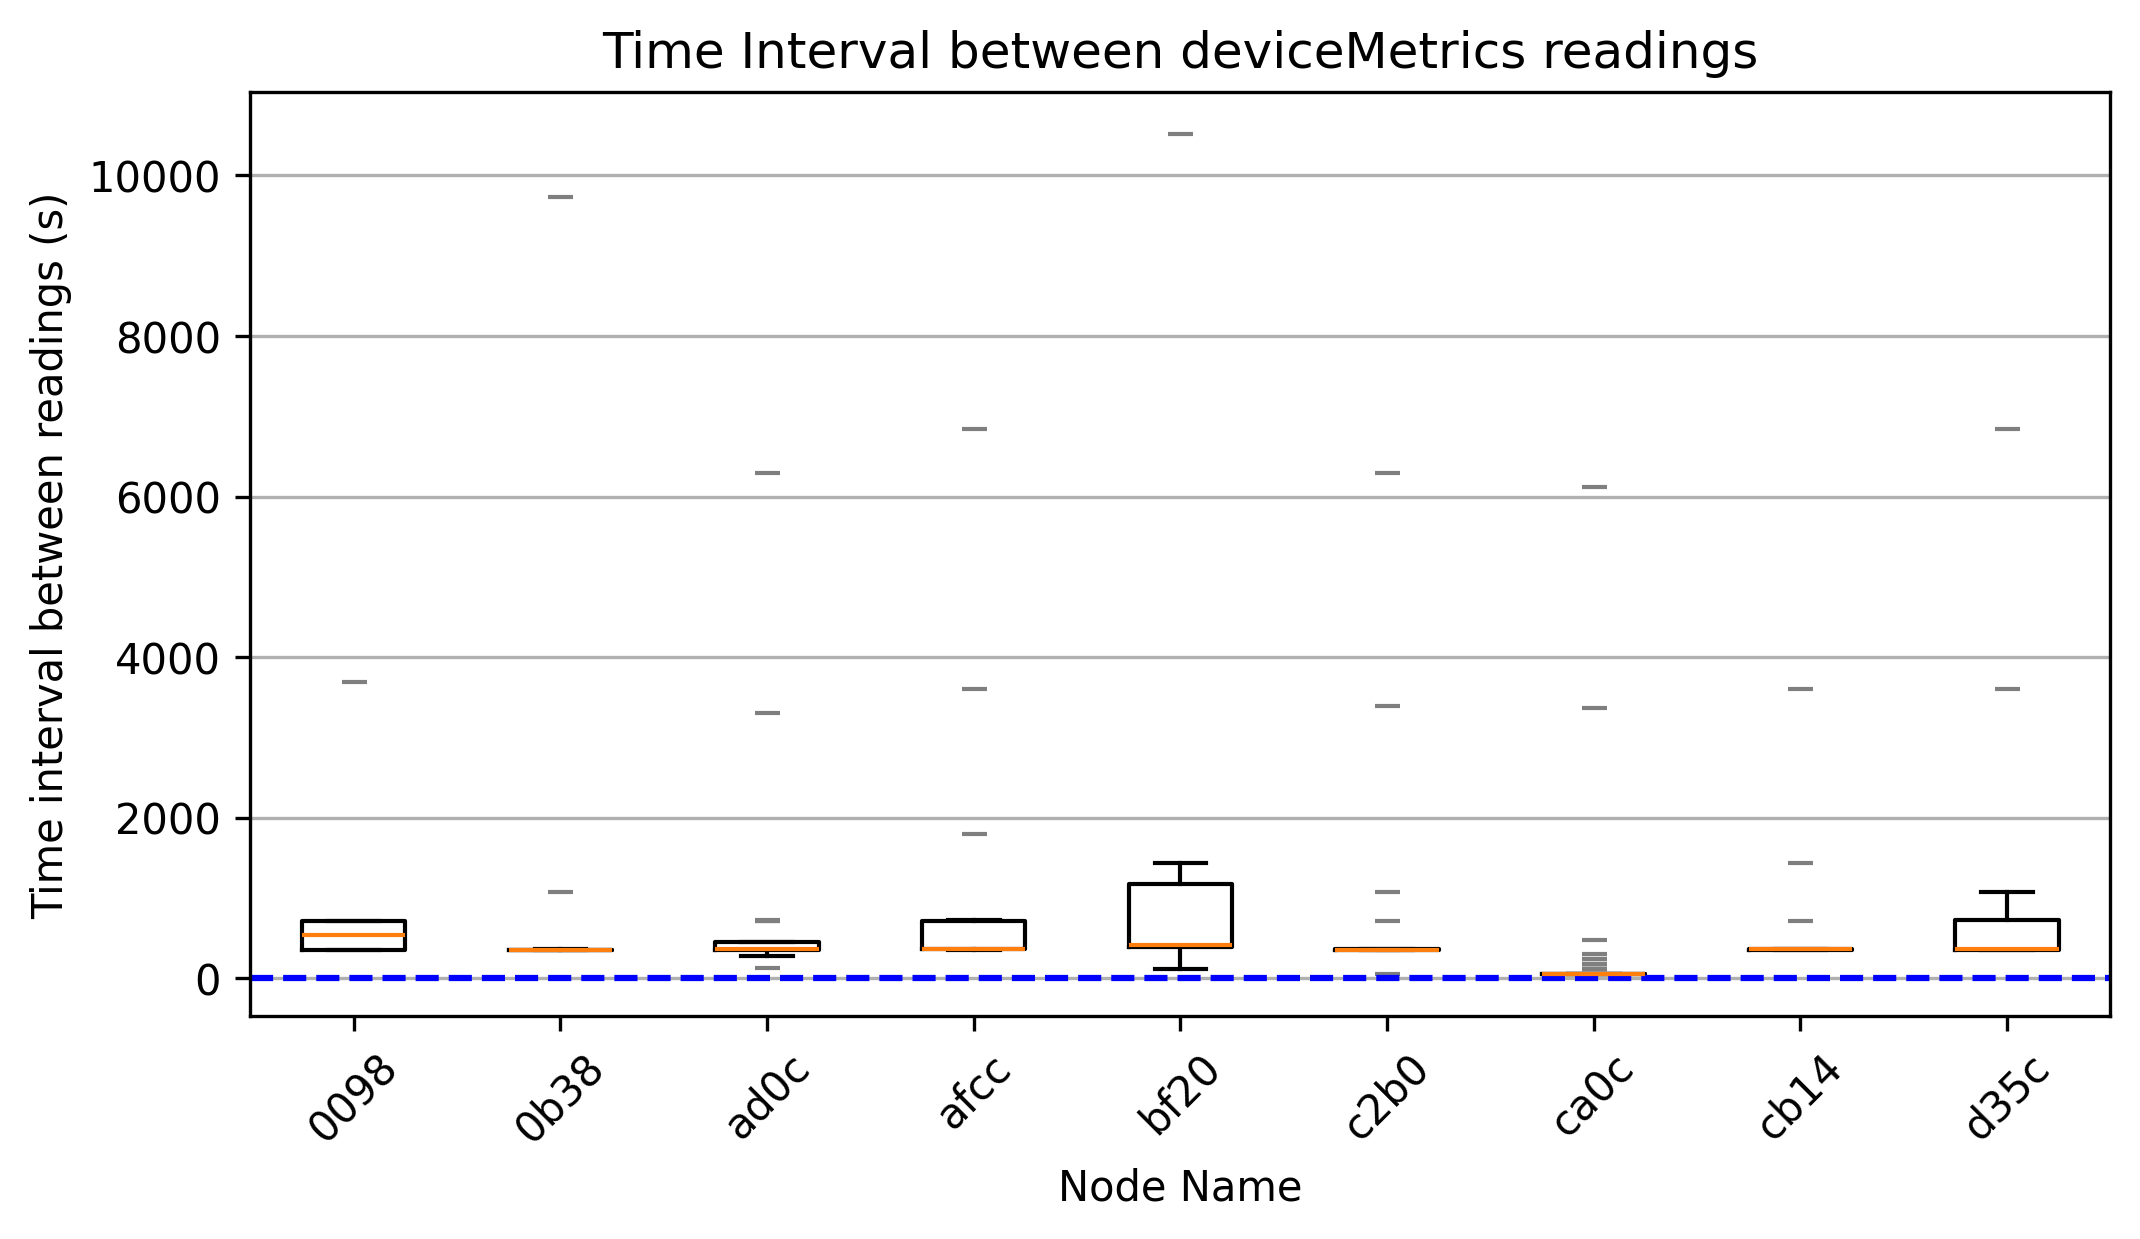 Time Interval between deviceMetrics readings
Time interval between readings (s)
10000
8000
6000
4000
2000
0
0098
0b38
ad0c
afcc
bf20
c2b0
ca0c
cb14
d35c
Node Name